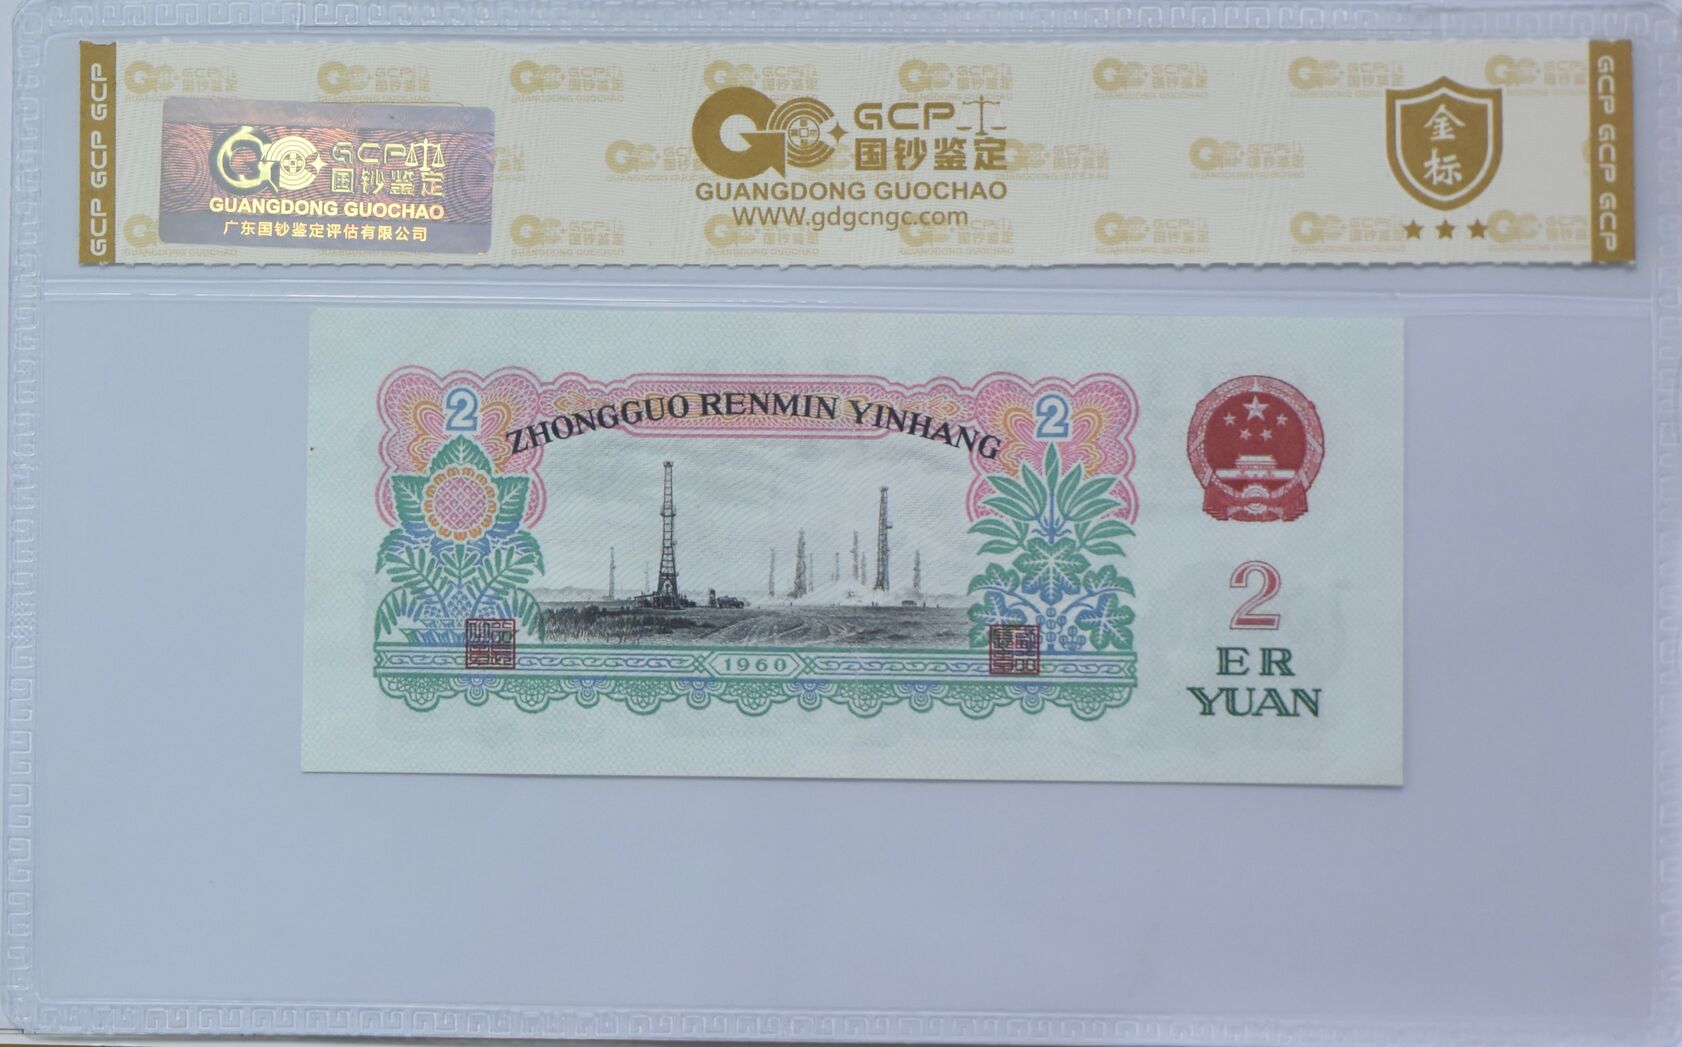 GCP GCP GCP
GCP
国钞鉴定
GUANGDONG GUOCHAO
广东国钞鉴定评估有限公司
GCP
国钞鉴定
GUANGDONG GUOCHAO
WWW.gdgcngc.com
金
标
GCP GCP GCP
2
ZHONGGUO RENMIN YINHANG
2
1960
2
ER
YUAN